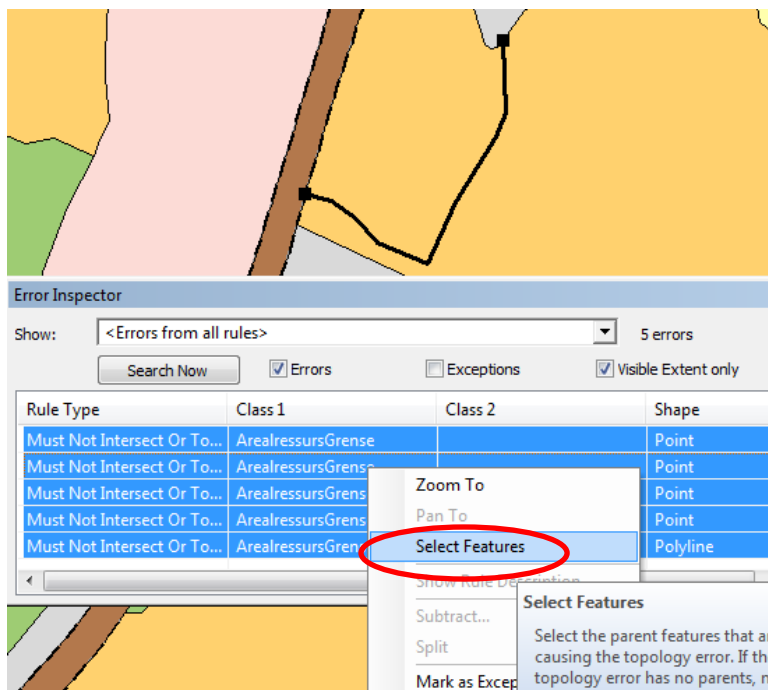 Error Inspector
Show: <Errors from all rules> 5 errors
Search Now Errors Exceptions Visible Extent only
Rule Type Class 1 Class 2 Shape
Must Not Intersect Or To... ArealressursGrense Point
Must Not Intersect Or To... ArealressursGrense Point
Must Not Intersect Or To... ArealressursGrens Point
Must Not Intersect Or To... ArealressursGrens Point
Must Not Intersect Or To... ArealressursGren Polyline
Zoom To
Pan To
Select Features
Show Rule Description
Select Features
Subtract...
Select the parent features that a
Split
causing the topology error. If th
Mark as Excep
topology error has no parents, n